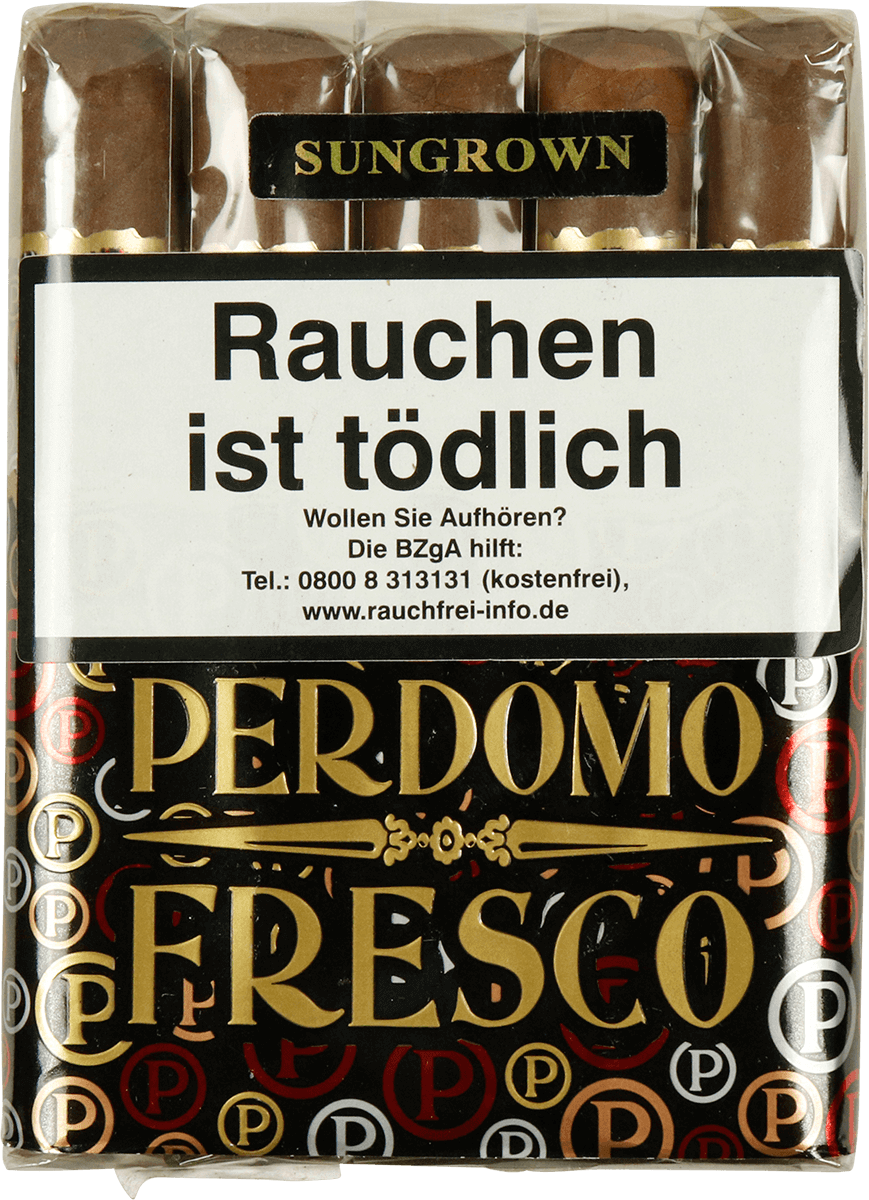 SUNGROWN
Rauchen
ist tödlich
Wollen Sie Aufhören?
Die BZgA hilft:
Tel.: 0800 8 313131 (kostenfrei),
www.rauchfrei-info.de
PERDOMO
FRESCO